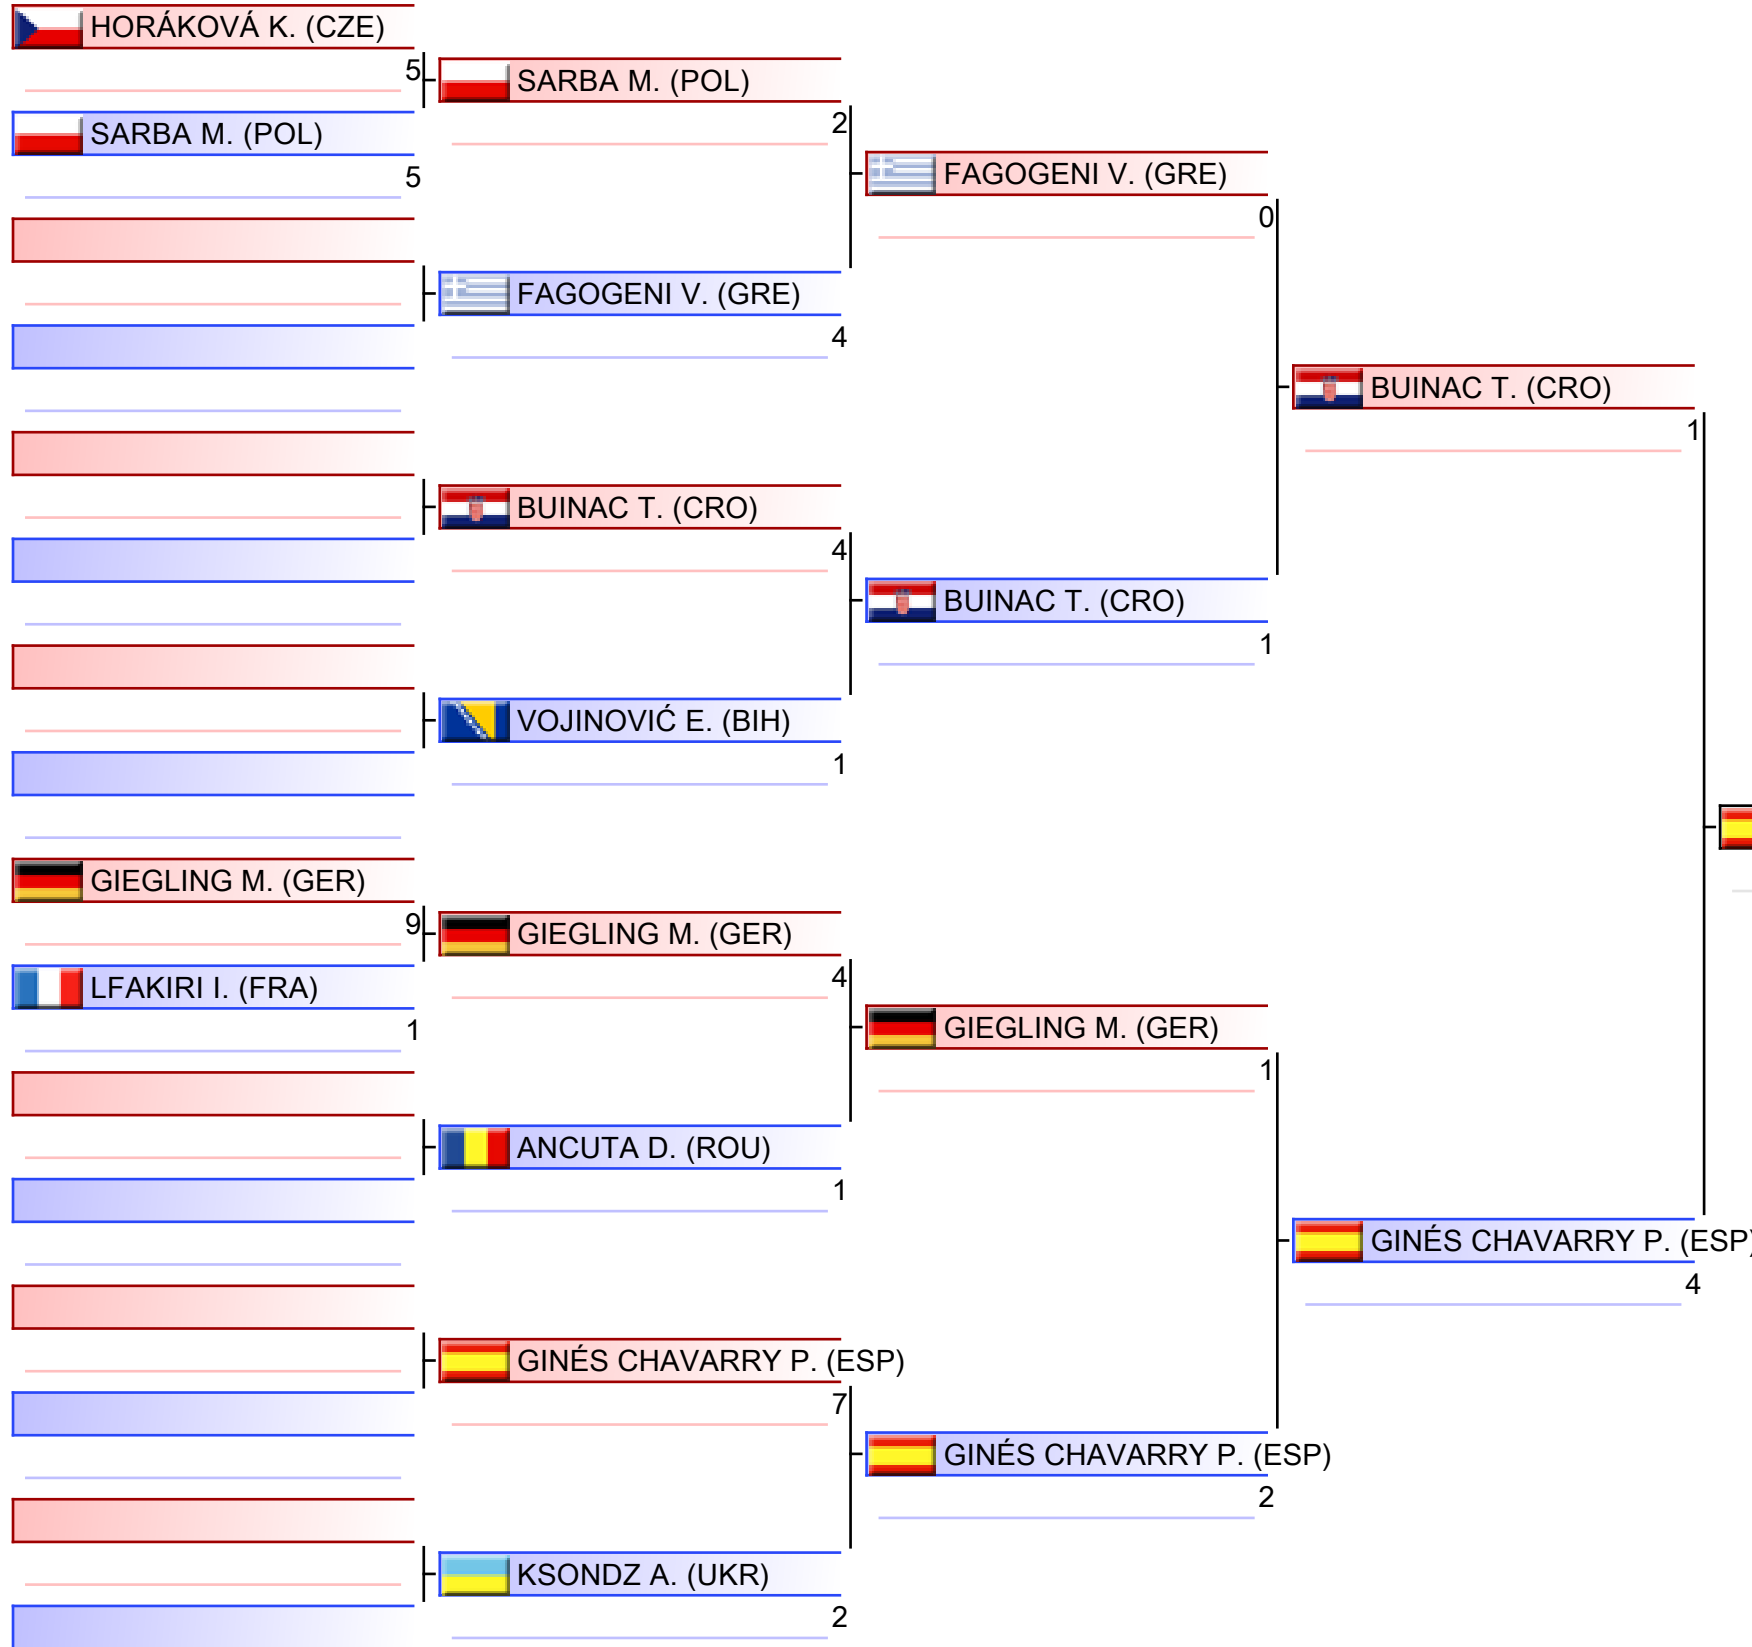 HORÁKOVÁ K. (CZE)
5
SARBA M. (POL)
SARBA M. (POL)
2
5
FAGOGENI V. (GRE)
0
FAGOGENI V. (GRE)
4
BUINAC T. (CRO)
1
BUINAC T. (CRO)
4
BUINAC T. (CRO)
1
VOJINOVIĆ E. (BIH)
1
GIEGLING M. (GER)
9
GIEGLING M. (GER)
4
LFAKIRI I. (FRA)
1
GIEGLING M. (GER)
1
ANCUTA D. (ROU)
1
GINÉS CHAVARRY P. (ESP)
4
GINÉS CHAVARRY P. (ESP)
7
GINÉS CHAVARRY P. (ESP)
2
KSONDZ A. (UKR)
2